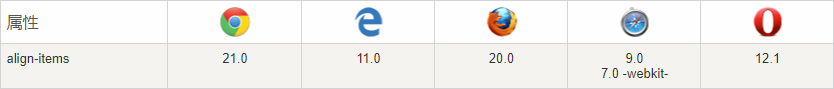 属性
align-items 21.0 11.0 20.0 9.0 12.1
7.0 -webkit-